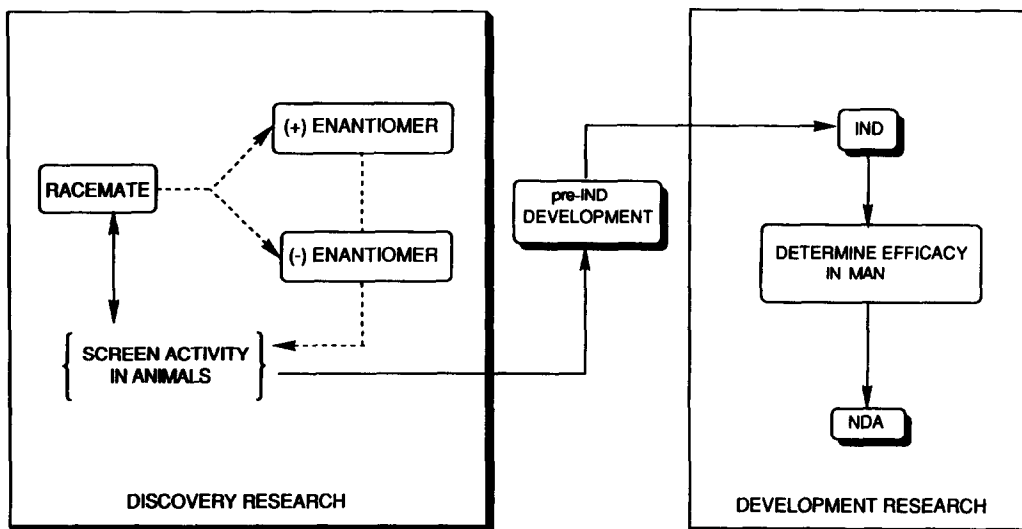 (+) ENANTIOMER
RACEMATE
(-) ENANTIOMER
SCREEN ACTIVITY
IN ANIMALS
DISCOVERY RESEARCH
pre-IND
DEVELOPMENT
IND
DETERMINE EFFICACY
IN MAN
NDA
DEVELOPMENT RESEARCH